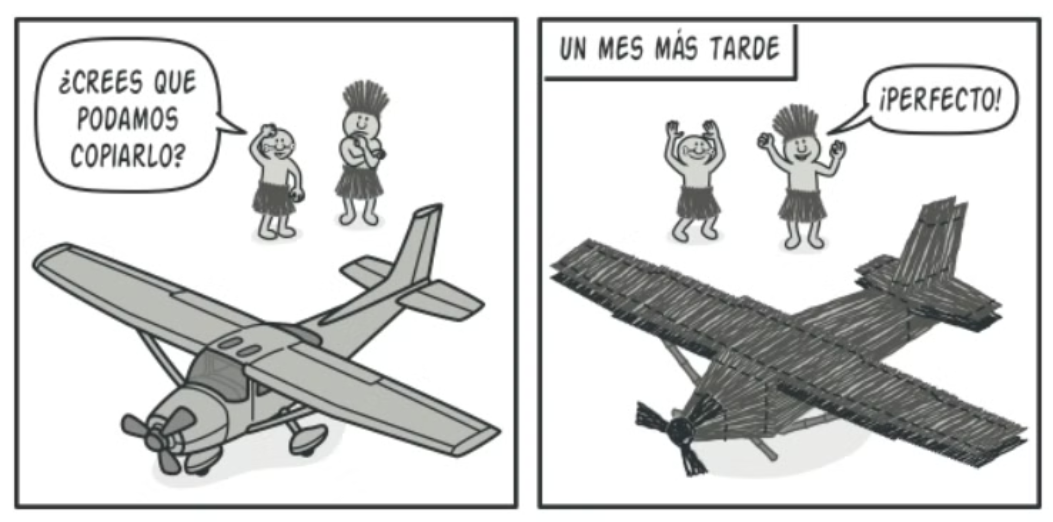 ¿CREES QUE
PODAMOS
COPIARLO?
UN MES MÁS TARDE
¡PERFECTO!